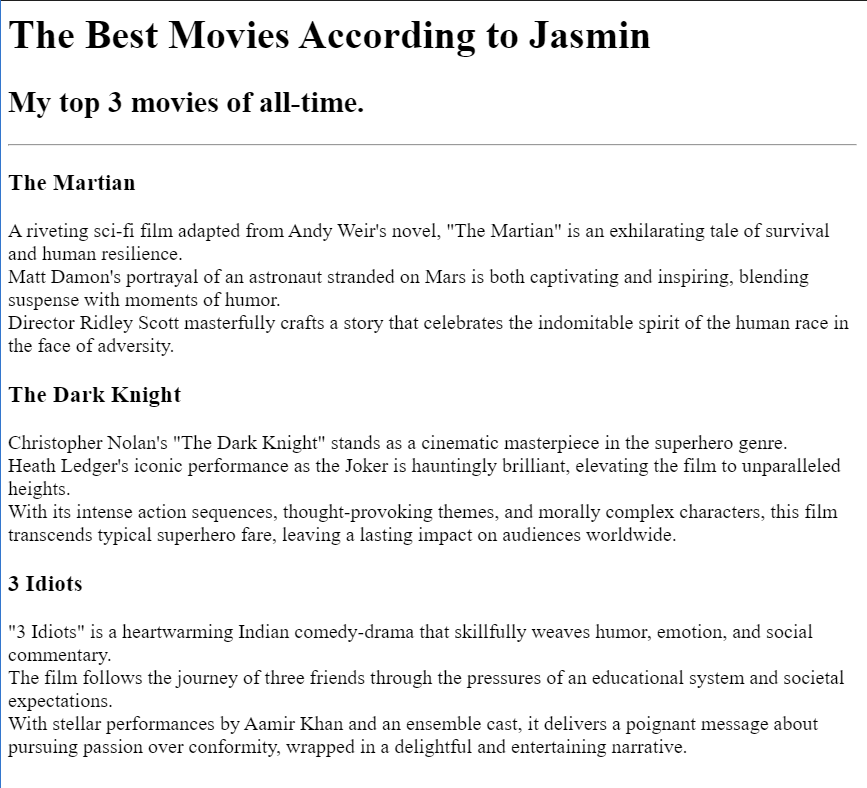 The Best Movies According to Jasmin
My top 3 movies of all-time.
The Martian
A riveting sci-fi film adapted from Andy Weir's novel, "The Martian" is an exhilarating tale of survival
and human resilience.
Matt Damon's portrayal of an astronaut stranded on Mars is both captivating and inspiring, blending
suspense with moments of humor.
Director Ridley Scott masterfully crafts a story that celebrates the indomitable spirit of the human race in
the face of adversity.
The Dark Knight
Christopher Nolan's "The Dark Knight" stands as a cinematic masterpiece in the superhero genre.
Heath Ledger's iconic performance as the Joker is hauntingly brilliant, elevating the film to unparalleled
heights.
With its intense action sequences, thought-provoking themes, and morally complex characters, this film
transcends typical superhero fare, leaving a lasting impact on audiences worldwide.
3 Idiots
"3 Idiots" is a heartwarming Indian comedy-drama that skillfully weaves humor, emotion, and social
commentary.
The film follows the journey of three friends through the pressures of an educational system and societal
expectations.
With stellar performances by Aamir Khan and an ensemble cast, it delivers a poignant message about
pursuing passion over conformity, wrapped in a delightful and entertaining narrative.